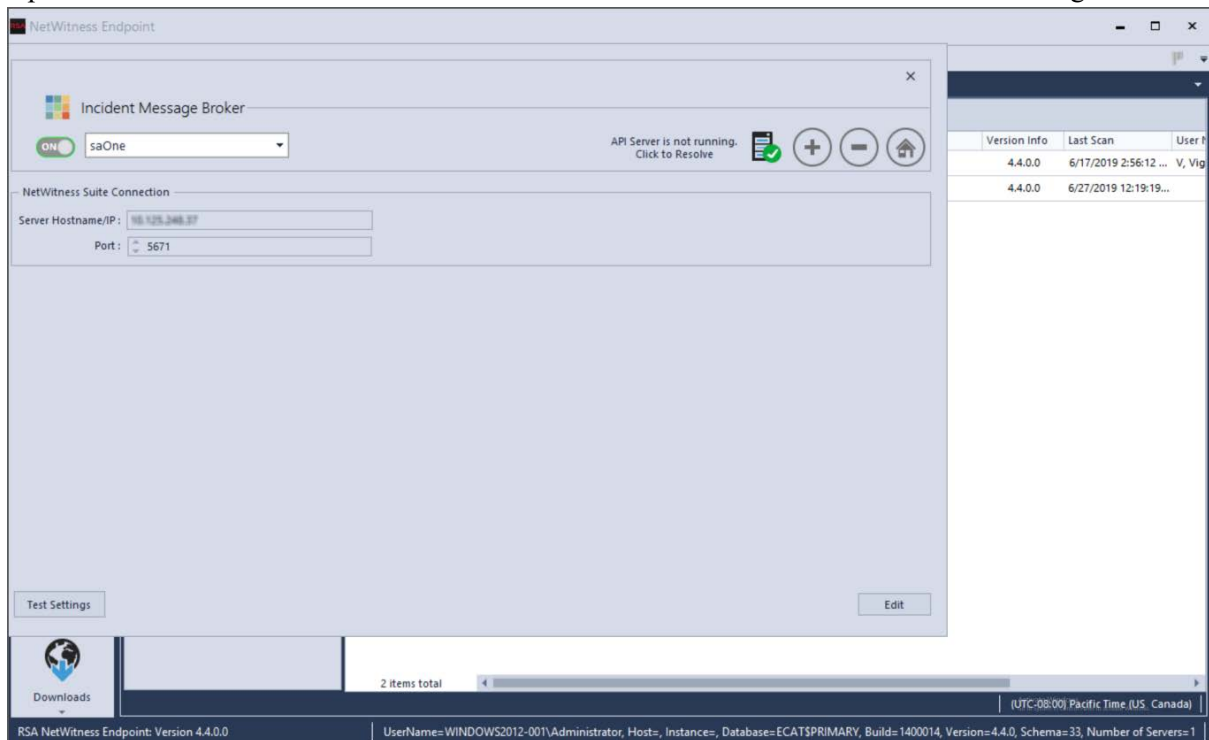 RSA NetWitness Endpoint
Incident Message Broker
ON saOne
API Server is not running.
Click to Resolve
Version Info Last Scan User
4.4.0.0 6/17/2019 2:56:12 ... V, Vig
4.4.0.0 6/27/2019 12:19:19...
NetWitness Suite Connection
Server Hostname/IP :
Port : 5671
Test Settings Edit
2 items total
Downloads
(UTC-08:00) Pacific Time (US Canada)
RSA NetWitness Endpoint: Version 4.4.0.0 UserName=WINDOWS2012-001\Administrator, Host=, Instance=, Database=ECAT$PRIMARY, Build=1400014, Version=4.4.0, Schema=33, Number of Servers=1